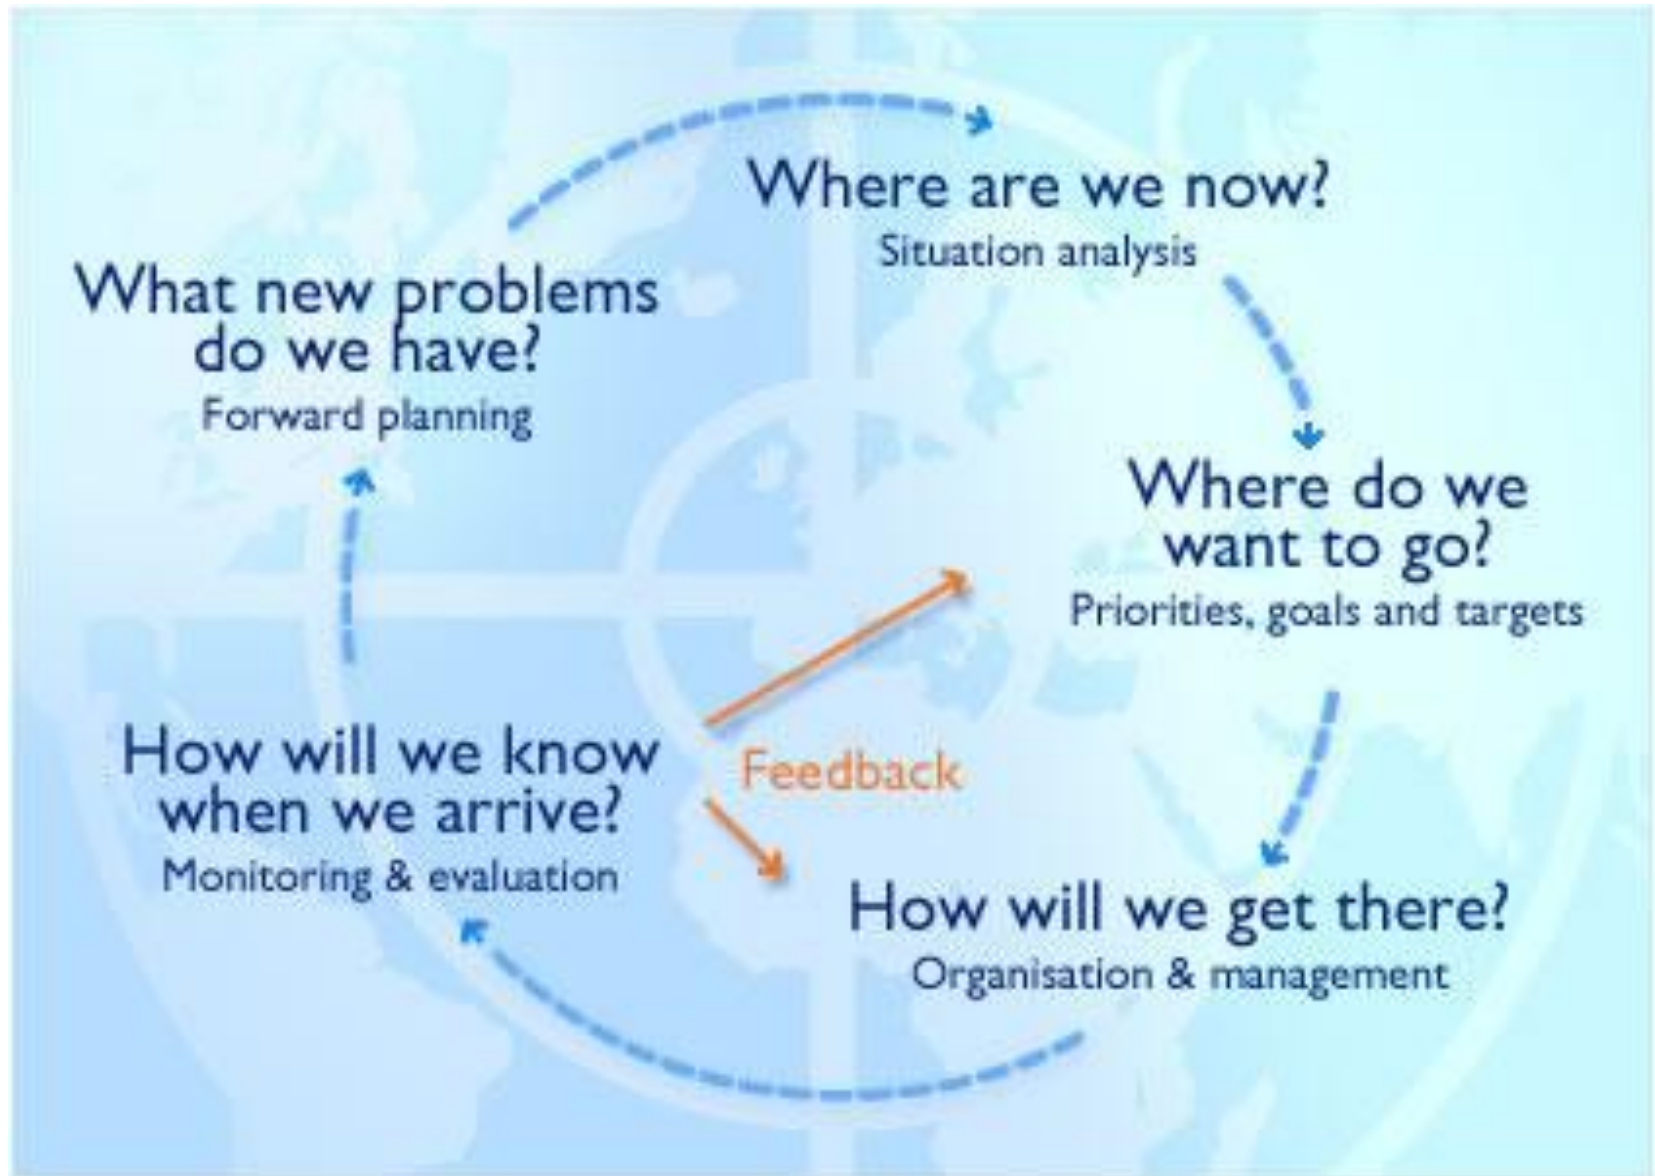 Where are we now?
Situation analysis
Where do we
want to go?
Priorities, goals and targets
How will we get there?
Organisation & management
How will we know
when we arrive?
Monitoring & evaluation
What new problems
do we have?
Forward planning
Feedback